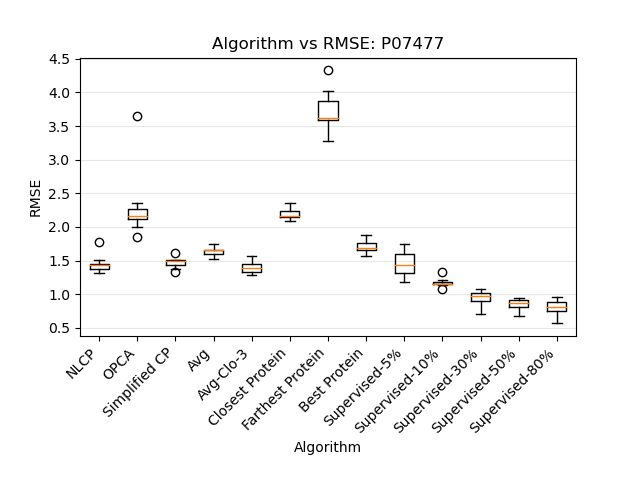 Algorithm vs RMSE: P07477
4.5
4.0
3.5
3.0
2.5
2.0
1.5
1.0
0.5
RMSE
NLCP
OPCA
Simplified CP
Avg
Avg-Clo-3
Closest Protein
Farthest Protein
Best Protein
Supervised-5%
Supervised-10%
Supervised-30%
Supervised-50%
Supervised-80%
Algorithm